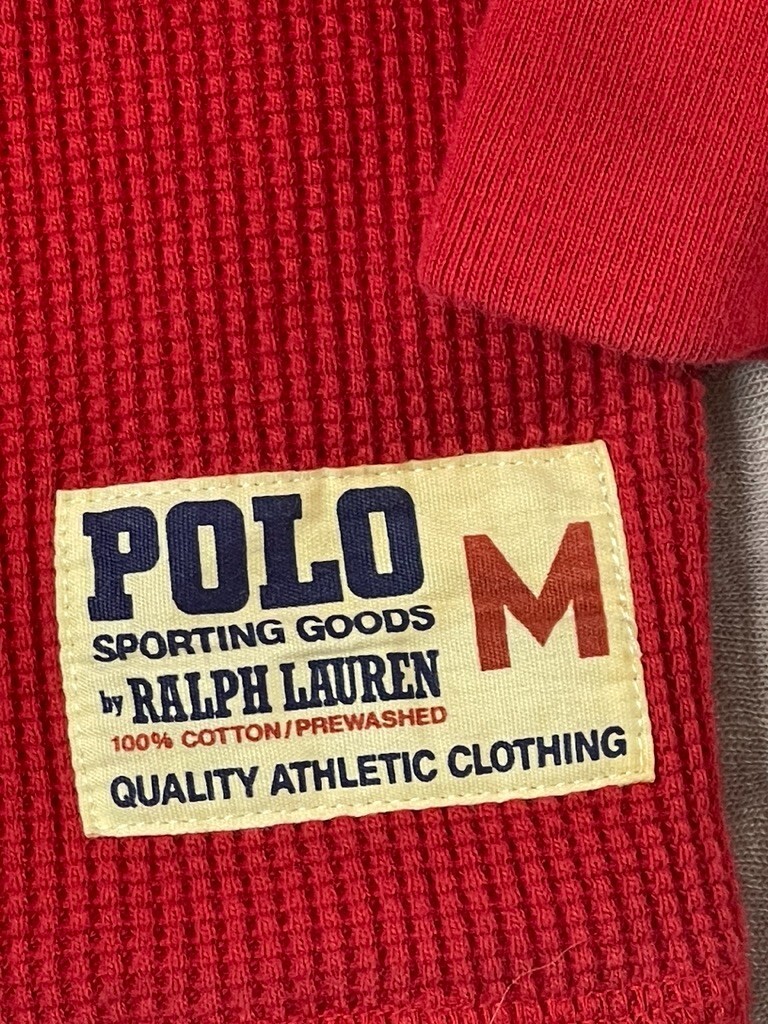 POLO
M
SPORTING GOODS
by RALPH LAUREN
100% COTTON/PREWASHED
QUALITY ATHLETIC CLOTHING